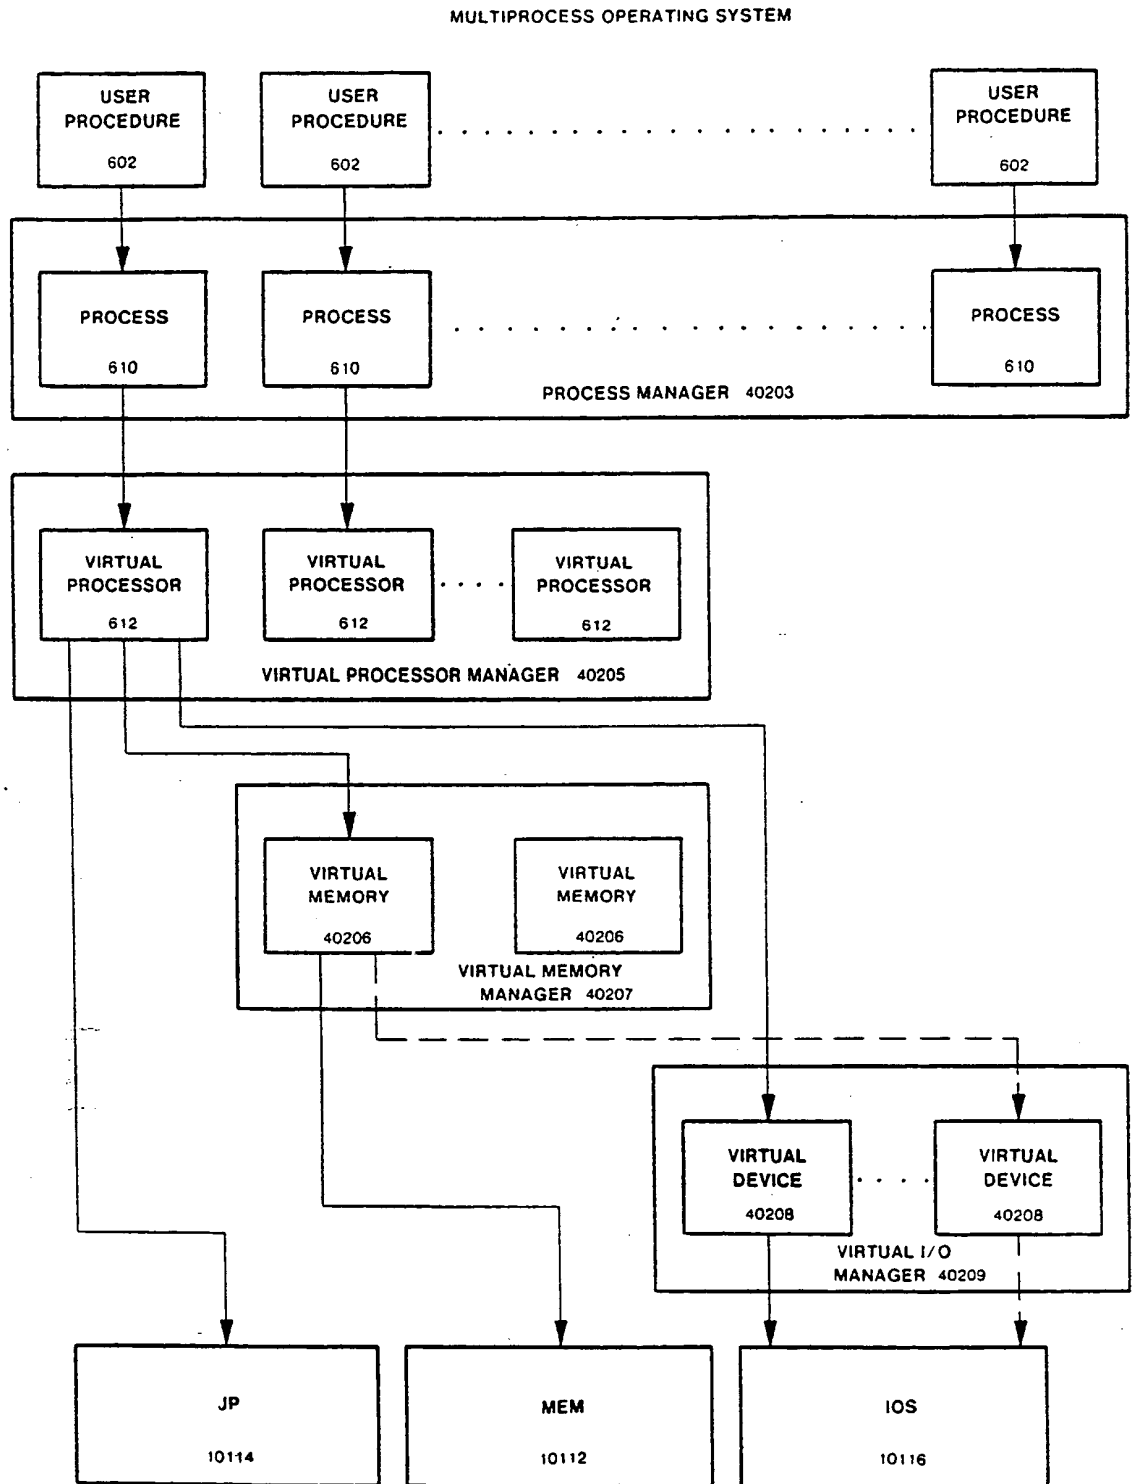 MULTIPROCESS OPERATING SYSTEM
USER
PROCEDURE
602
USER
PROCEDURE
602
USER
PROCEDURE
602
PROCESS
610
PROCESS
610
PROCESS
610
PROCESS MANAGER 40203
VIRTUAL
PROCESSOR
612
VIRTUAL
PROCESSOR
612
VIRTUAL
PROCESSOR
612
VIRTUAL PROCESSOR MANAGER 40205
VIRTUAL
MEMORY
40206
VIRTUAL
MEMORY
40206
VIRTUAL MEMORY
MANAGER 40207
VIRTUAL
DEVICE
40208
VIRTUAL
DEVICE
40208
VIRTUAL I/O
MANAGER 40209
JP
10114
MEM
10112
IOS
10116